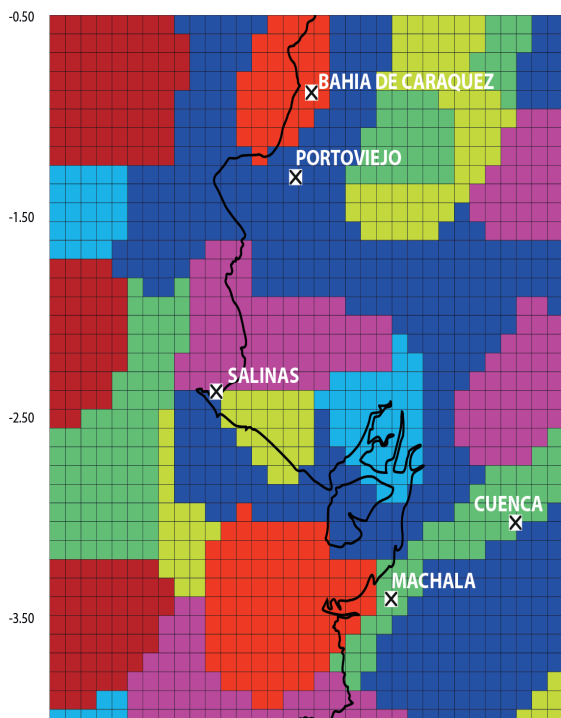 -0.50
BAHIA DE CARAQUEZ
PORTOVIEJO
-1.50
SALINAS
-2.50
CUENCA
MACHALA
-3.50